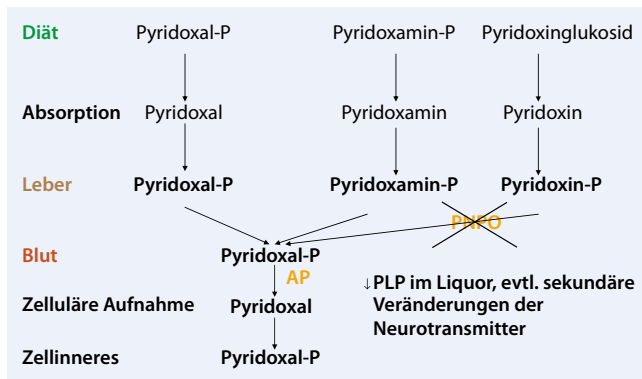 Diät Pyridoxal-P Pyridoxamin-P Pyridoxinglukosid
Absorption Pyridoxal Pyridoxamin Pyridoxin
Leber Pyridoxal-P Pyridoxamin-P Pyridoxin-P
PNPO
Blut Pyridoxal-P
AP
↓PLP im Liquor, evtl. sekundäre
Zelluläre Aufnahme Pyridoxal Veränderungen der
Neurotransmitter
Zellinneres Pyridoxal-P